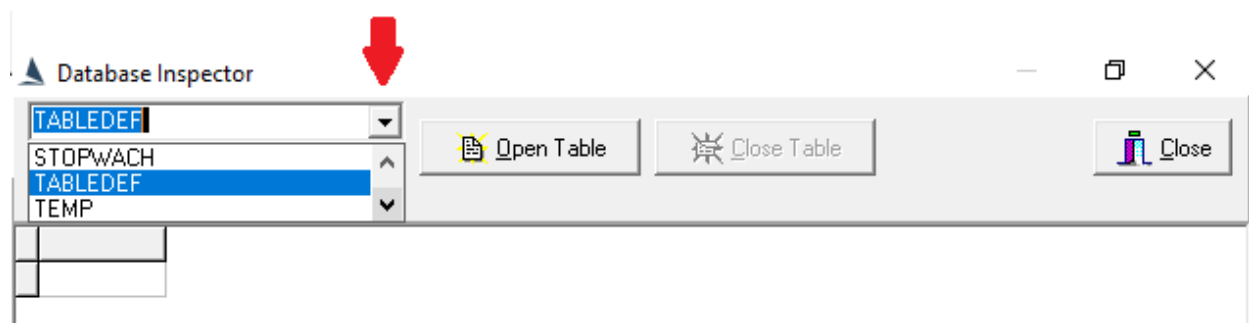 Database Inspector
TABLEDEF
Open Table
Close Table
Close
STOPWACH
TABLEDEF
TEMP